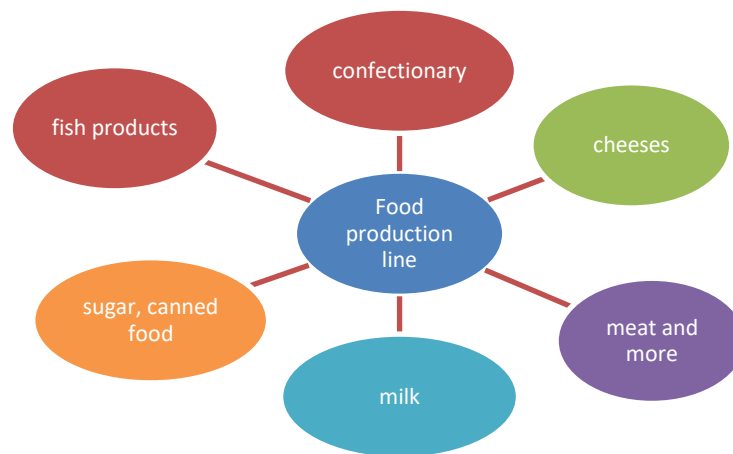 confectionary
fish products
cheeses
Food
production
line
sugar, canned
food
meat and
more
milk